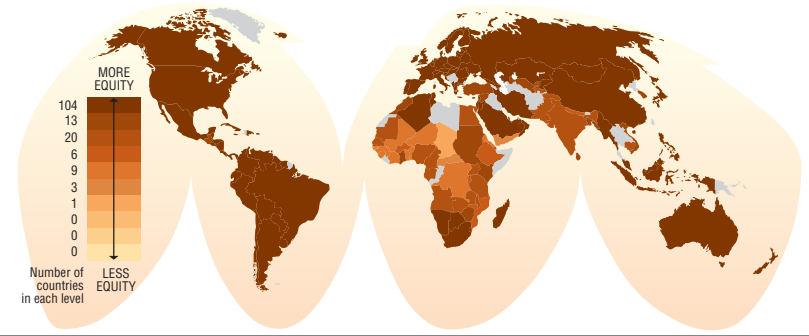 MORE
EQUITY
104
13
20
6
9
3
1
0
0
0
Number of
countries
in each level
LESS
EQUITY